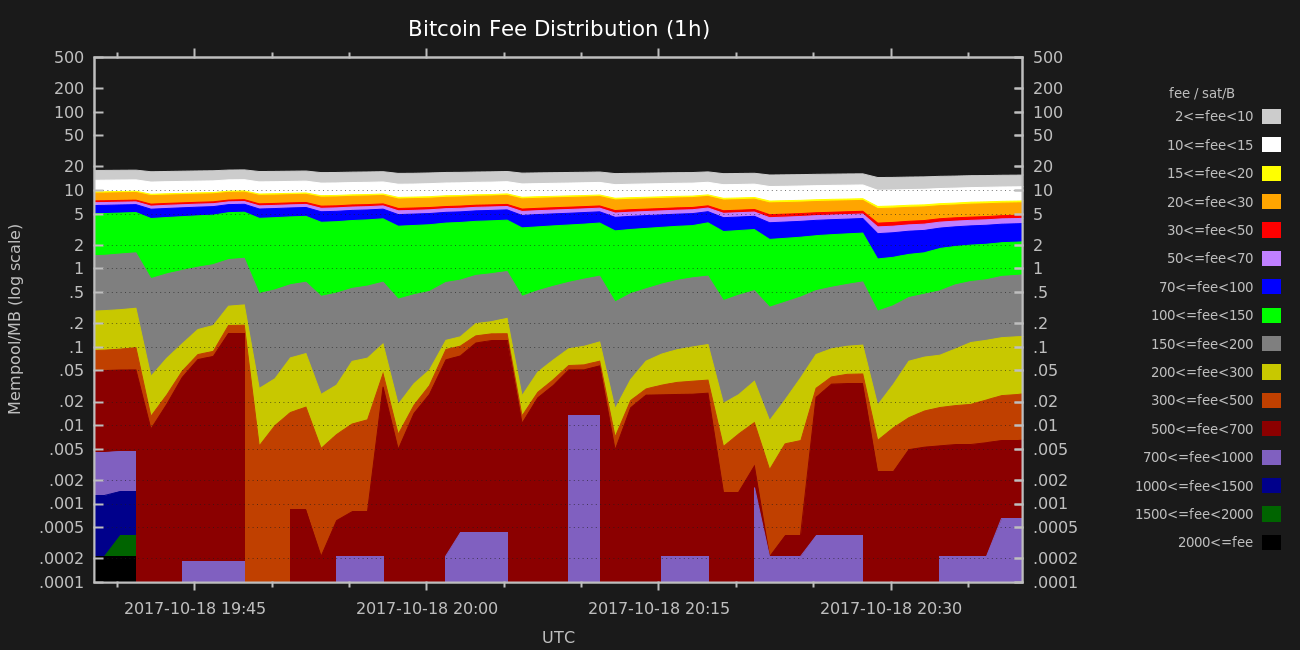 Bitcoin Fee Distribution (1h)
Mempool/MB (log scale)
500
200
100
50
20
10
5
2
1
.5
.2
.1
.05
.02
.01
.005
.002
.001
.0005
.0002
.0001
500
200
100
50
20
10
5
2
1
.5
.2
.1
.05
.02
.01
.005
.002
.001
.0005
.0002
.0001
2017-10-18 19:45
2017-10-18 20:00
2017-10-18 20:15
2017-10-18 20:30
UTC
fee / sat/B
2<=fee<10
10<=fee<15
15<=fee<20
20<=fee<30
30<=fee<50
50<=fee<70
70<=fee<100
100<=fee<150
150<=fee<200
200<=fee<300
300<=fee<500
500<=fee<700
700<=fee<1000
1000<=fee<1500
1500<=fee<2000
2000<=fee